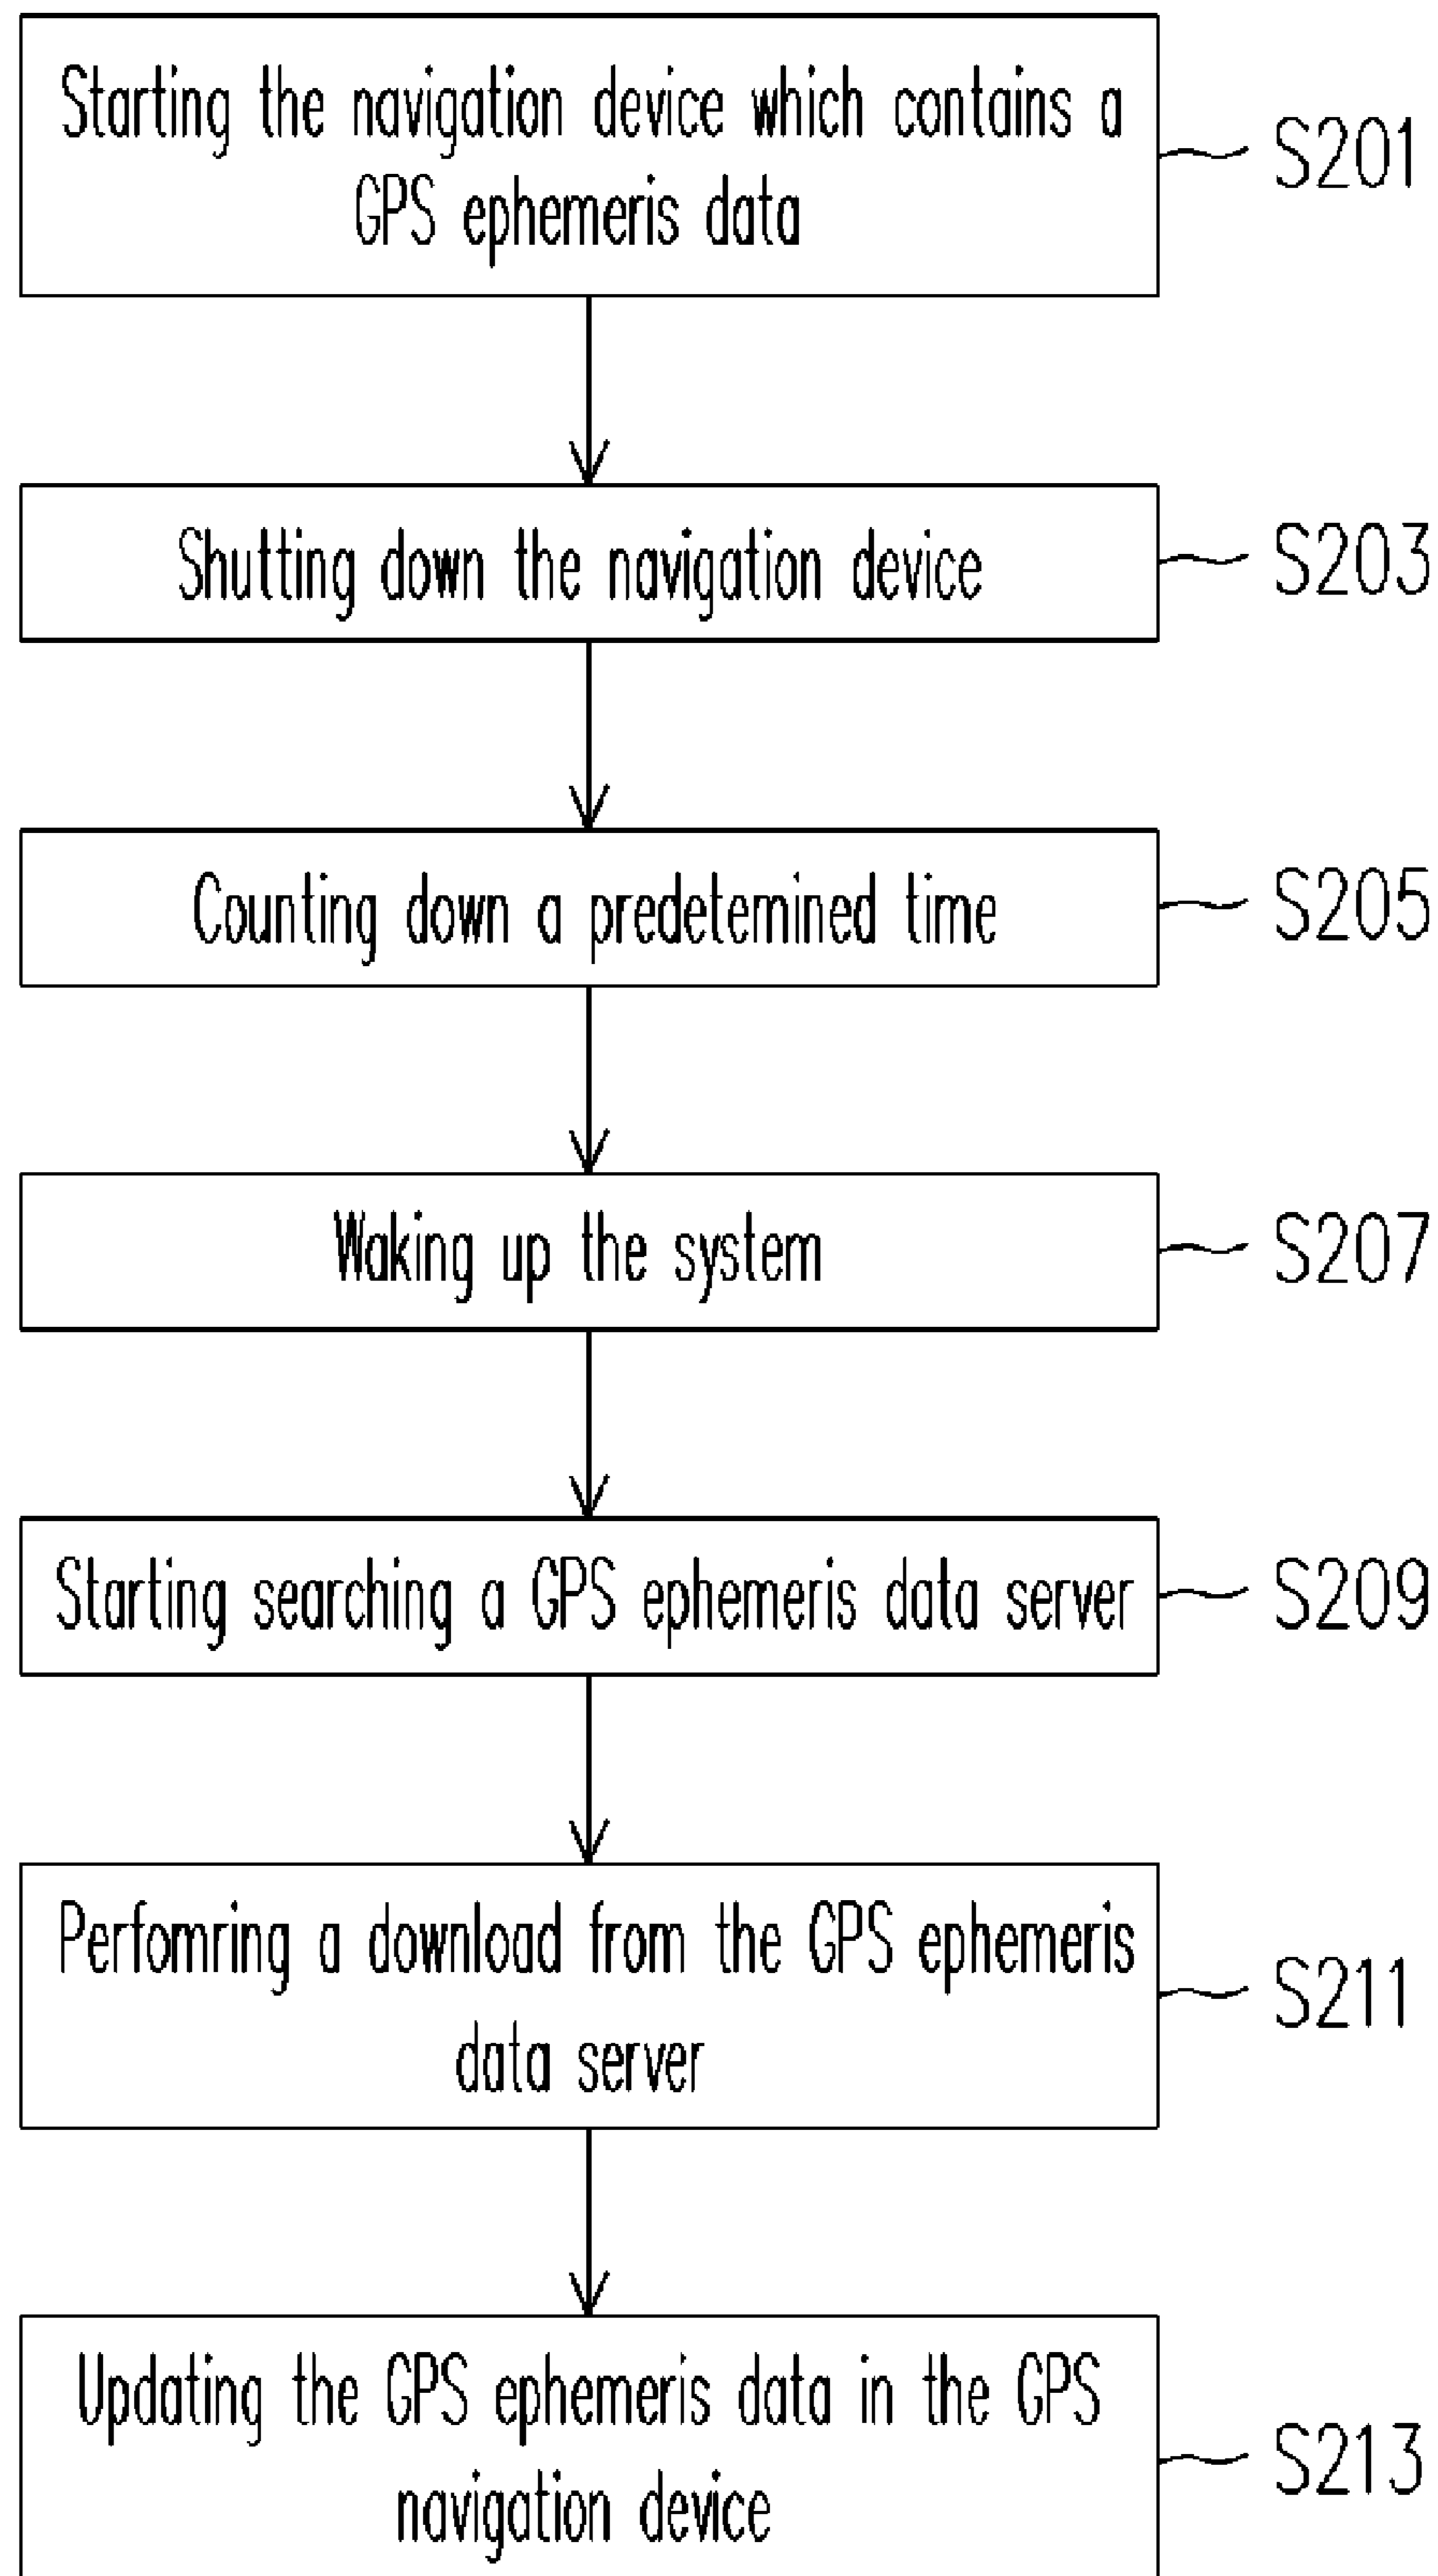 Starting the navigation device which contains a
GPS ephemeris data
S201
Shutting down the navigation device
S203
Counting down a predetemined time
S205
Waking up the system
S207
Starting searching a GPS ephemeris data server
S209
Perfomring a download from the GPS ephemeris
data server
S211
Updating the GPS ephemeris data in the GPS
navigation device
S213